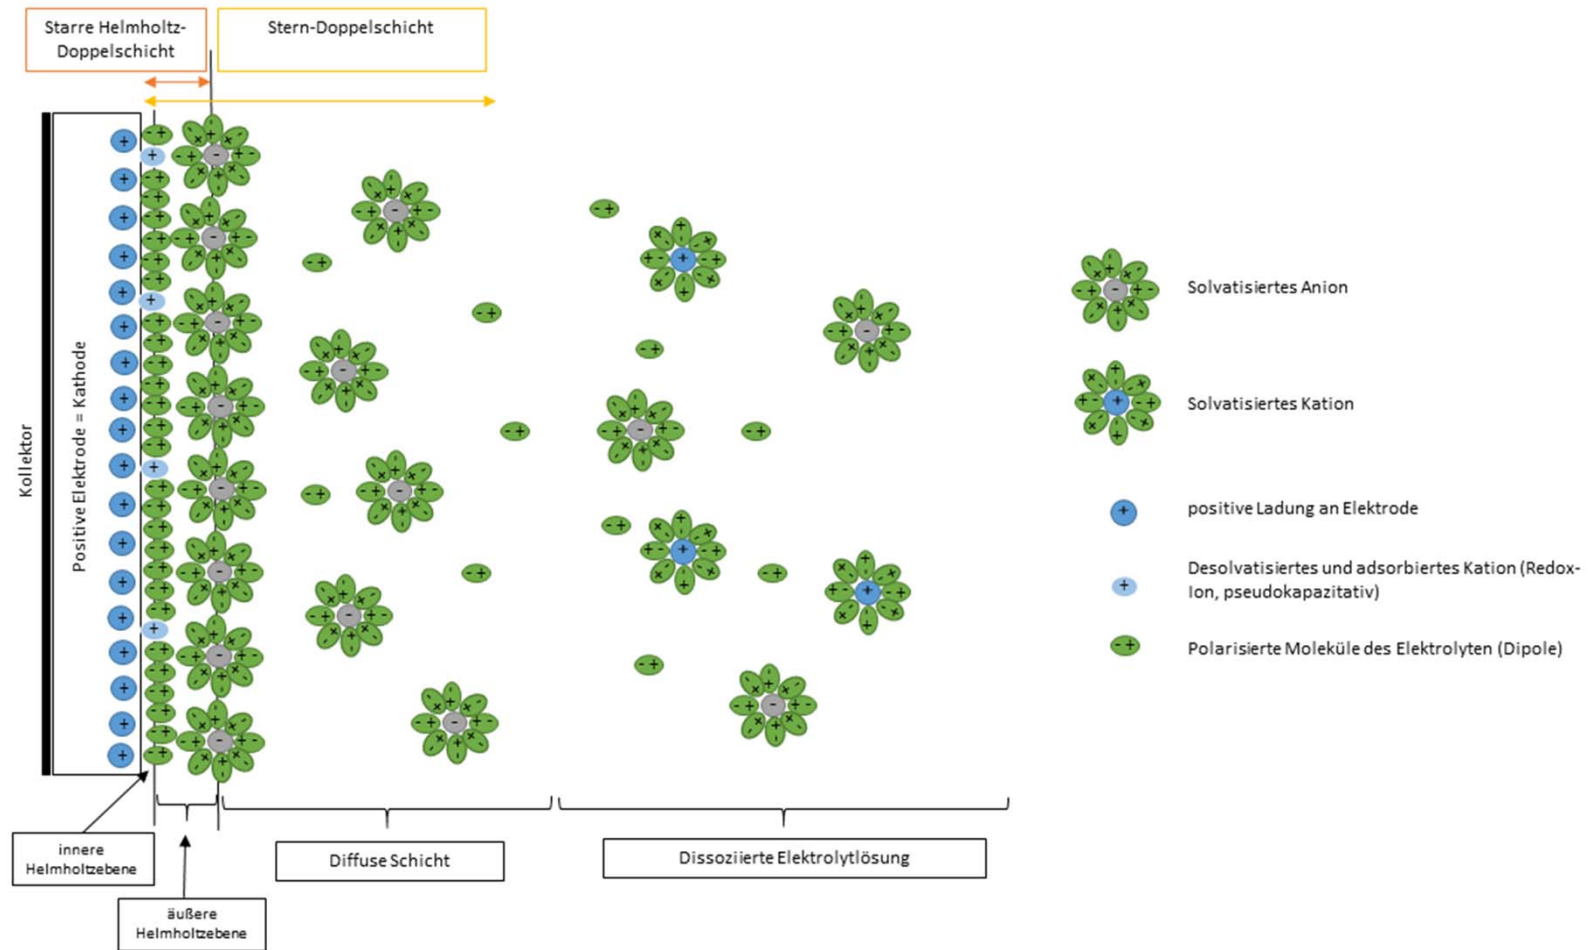 Starre Helmholtz-
Doppelschicht
Stern-Doppelschicht
Kollektor
Positive Elektrode = Kathode
Solvatisiertes Anion
Solvatisiertes Kation
positive Ladung an Elektrode
Desolvatisiertes und adsorbiertes Kation (Redox-
Ion, pseudokapazitativ)
Polarisierte Moleküle des Elektrolyten (Dipole)
innere
Helmholtzebene
äußere
Helmholtzebene
Diffuse Schicht
Dissoziierte Elektrolytlösung